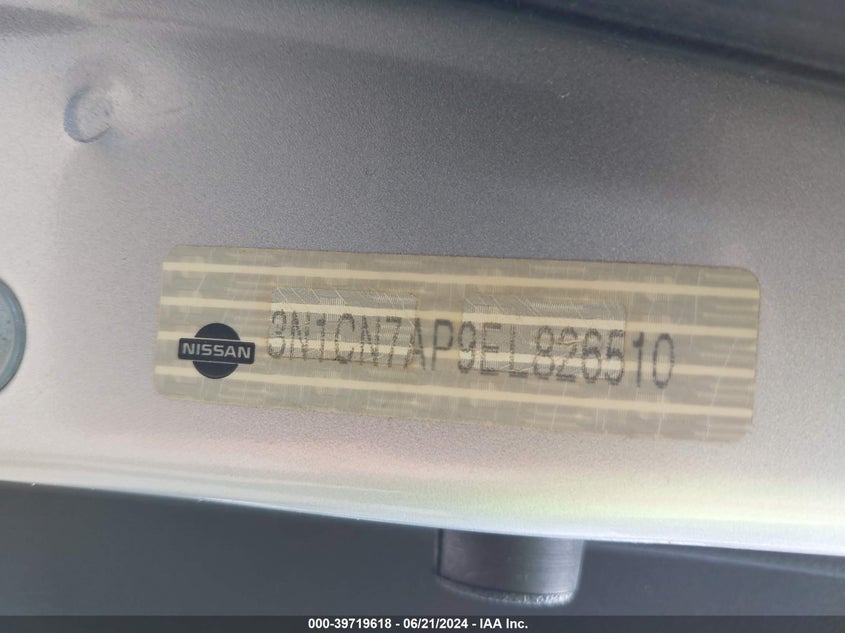 NISSAN
3N1CN7AP9EL826510
000-39719618 - 06/21/2024 - IAA Inc.